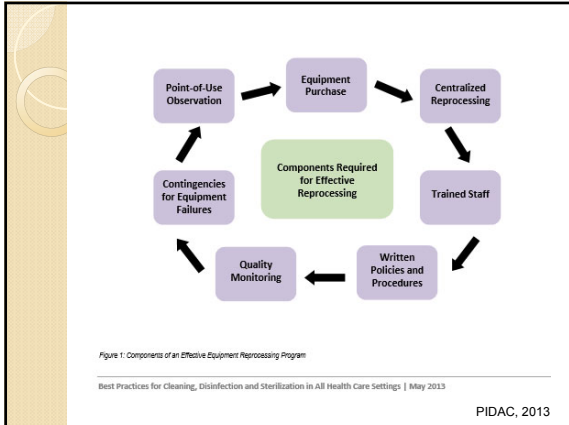 Point-of-Use
Observation
Equipment
Purchase
Centralized
Reprocessing
Components Required
for Effective
Reprocessing
Contingencies
for Equipment
Failures
Trained Staff
Quality
Monitoring
Written
Policies and
Procedures
Figure 1: Components of an Effective Equipment Reprocessing Program
Best Practices for Cleaning, Disinfection and Sterilization in All Health Care Settings | May 2013
PIDAC, 2013